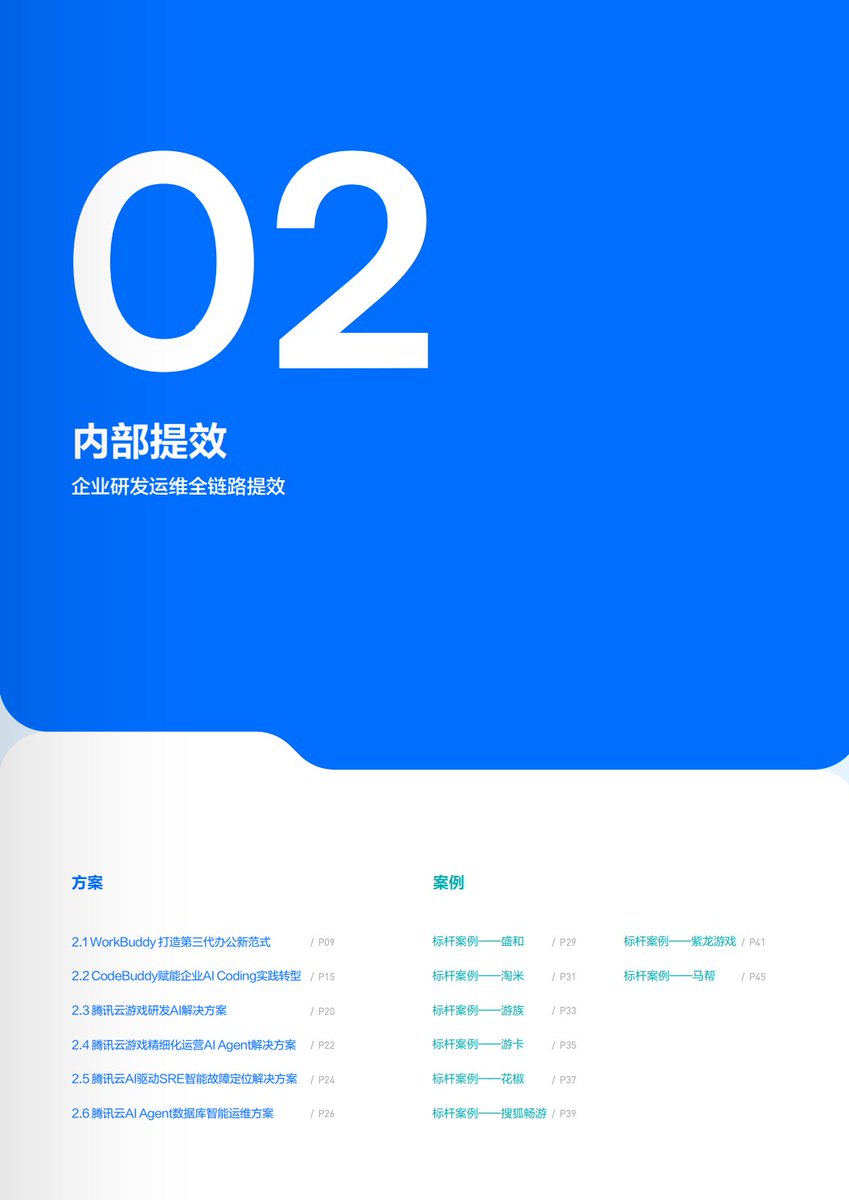 02
内部提效
企业研发运维全链路提效
方案
2.1 WorkBuddy 打造第三代办公新范式 / P09
2.2 CodeBuddy赋能企业AI Coding实践转型 / P15
2.3 腾讯云游戏研发AI解决方案 / P20
2.4 腾讯云游戏精细化运营AI Agent解决方案 / P22
2.5 腾讯云AI驱动SRE智能故障定位解决方案 / P24
2.6 腾讯云AI Agent数据库智能运维方案 / P26
案例
标杆案例——盛和 / P29
标杆案例——淘米 / P31
标杆案例——游族 / P33
标杆案例——游卡 / P35
标杆案例——花椒 / P37
标杆案例——搜狐畅游 / P39
标杆案例——紫龙游戏 / P41
标杆案例——马帮 / P45